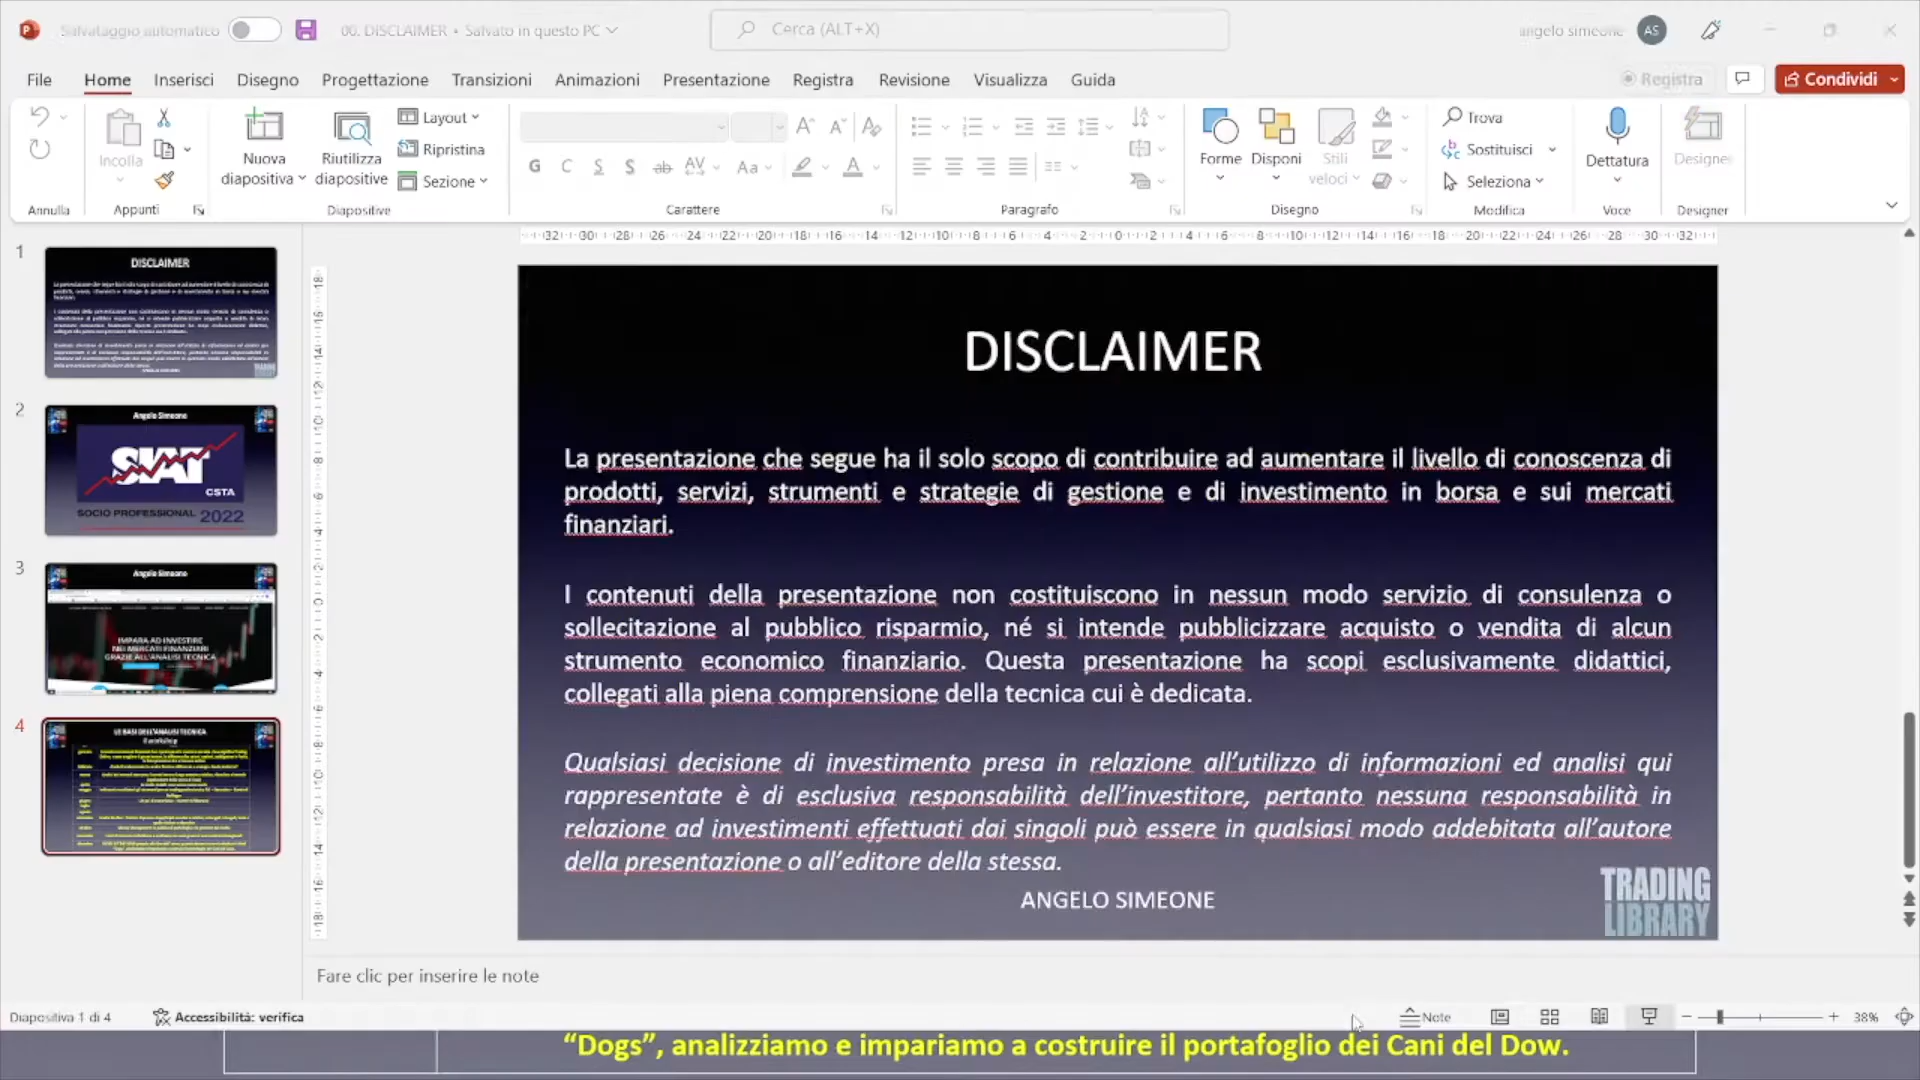 Salvataggio automatico
00. DISCLAIMER • Salvato in questo PC
Cerca (ALT+X)
angelo simeone
AS
File Home Inserisci Disegno Progettazione Transizioni Animazioni Presentazione Registra Revisione Visualizza Guida
Registra
Condividi
Incolla
Nuova diapositiva
Riutilizza diapositive
Layout
Ripristina
Sezione
Forme
Disponi
Stili veloci
Trova
Sostituisci
Seleziona
Dettatura
Designer
Annulla Appunti Diapositive Carattere Paragrafo Disegno Modifica Voce Designer
1
DISCLAIMER
2
Angelo Simeone
SIAT
CSTA
SOCIO PROFESSIONAL 2022
3
Angelo Simeone
IMPARA AD INVESTIRE
NEI MERCATI FINANZIARI
GRAZIE ALL'ANALISI TECNICA
4
LE BASI DELL'ANALISI TECNICA
DISCLAIMER
La presentazione che segue ha il solo scopo di contribuire ad aumentare il livello di conoscenza di
prodotti, servizi, strumenti e strategie di gestione e di investimento in borsa e sui mercati
finanziari.
I contenuti della presentazione non costituiscono in nessun modo servizio di consulenza o
sollecitazione al pubblico risparmio, né si intende pubblicizzare acquisto o vendita di alcun
strumento economico finanziario. Questa presentazione ha scopi esclusivamente didattici,
collegati alla piena comprensione della tecnica cui è dedicata.
Qualsiasi decisione di investimento presa in relazione all’utilizzo di informazioni ed analisi qui
rappresentate è di esclusiva responsabilità dell’investitore, pertanto nessuna responsabilità in
relazione ad investimenti effettuati dai singoli può essere in qualsiasi modo addebitata all’autore
della presentazione o all’editore della stessa.
ANGELO SIMEONE
TRADING
LIBRARY
Fare clic per inserire le note
Diapositiva 1 di 4
Accessibilità: verifica
Note
38%
“Dogs”, analizziamo e impariamo a costruire il portafoglio dei Cani del Dow.